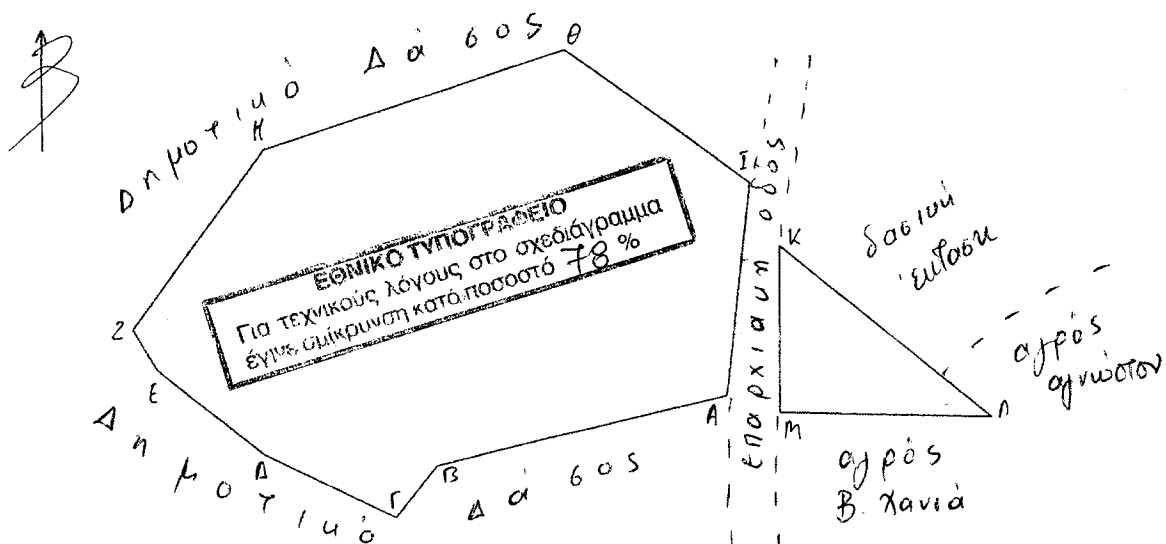 Β
Δημοτικό Δάσος
Θ
Η
Ι
ΕΘΝΙΚΟ ΤΥΠΟΓΡΑΦΕΙΟ
Για τεχνικούς λόγους στο σχεδιάγραμμα
έγινε σμίκρυνση κατά ποσοστό 78 %
Επαρχιακή οδός
Κ
δασική
έκταση
Ζ
Ε
αγρός
αγνώστου
Α
Μ
Λ
Δ
Β
Γ
Δημοτικό Δάσος
αγρός
Β. Χανιά